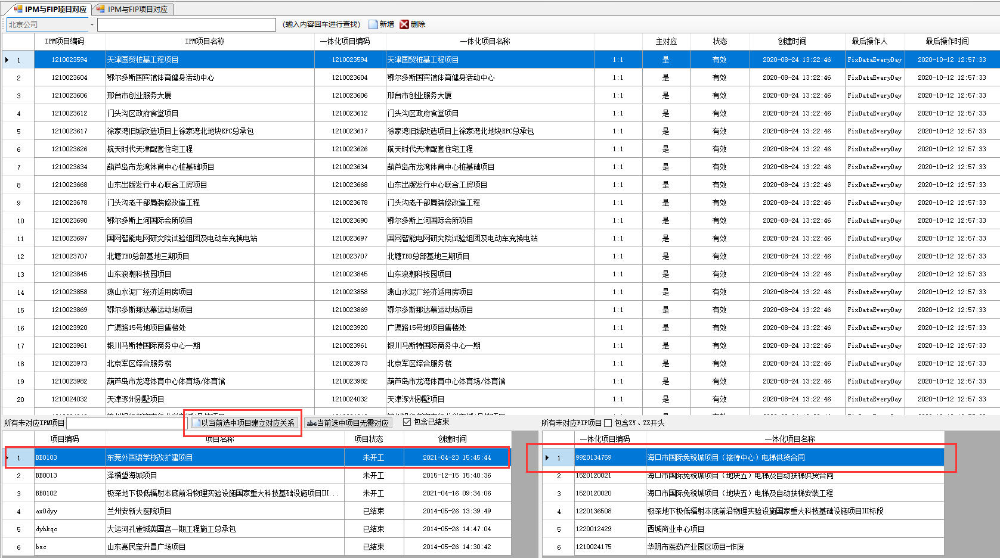 IPM与FIP项目对应 IPM与FIP项目对应
北京公司 (输入内容回车进行查找) 新增 删除
IPM项目编码 IPM项目名称 一体化项目编码 一体化项目名称 主对应 状态 创建时间 最后操作人 最后操作时间
1 1210023594 天津国贸桩基工程项目 1210023594 天津国贸桩基工程项目 1:1 是 有效 2020-08-24 13:22:46 FixDataEveryDay 2020-10-12 12:57:33
2 1210023604 鄂尔多斯国宾馆体育健身活动中心 1210023604 鄂尔多斯国宾馆体育健身活动中心 1:1 是 有效 2020-08-24 13:22:46 FixDataEveryDay 2020-10-12 12:57:33
3 1210023606 邢台市创业服务大厦 1210023606 邢台市创业服务大厦 1:1 是 有效 2020-08-24 13:22:46 FixDataEveryDay 2020-10-12 12:57:33
4 1210023612 门头沟区政府食堂项目 1210023612 门头沟区政府食堂项目 1:1 是 有效 2020-08-24 13:22:46 FixDataEveryDay 2020-10-12 12:57:33
5 1210023617 徐家湾旧城改造项目上徐家湾北地块EPC总承包 1210023617 徐家湾旧城改造项目上徐家湾北地块EPC总承包 1:1 是 有效 2020-08-24 13:22:46 FixDataEveryDay 2020-10-12 12:57:33
6 1210023626 航天时代天津配套住宅工程 1210023626 航天时代天津配套住宅工程 1:1 是 有效 2020-08-24 13:22:46 FixDataEveryDay 2020-10-12 12:57:33
7 1210023634 葫芦岛市龙湾体育中心桩基础项目 1210023634 葫芦岛市龙湾体育中心桩基础项目 1:1 是 有效 2020-08-24 13:22:46 FixDataEveryDay 2020-10-12 12:57:33
8 1210023668 山东出版发行中心联合工房项目 1210023668 山东出版发行中心联合工房项目 1:1 是 有效 2020-08-24 13:22:46 FixDataEveryDay 2020-10-12 12:57:33
9 1210023678 门头沟老干部局装修改造工程 1210023678 门头沟老干部局装修改造工程 1:1 是 有效 2020-08-24 13:22:46 FixDataEveryDay 2020-10-12 12:57:33
10 1210023690 鄂尔多斯上河国际会所项目 1210023690 鄂尔多斯上河国际会所项目 1:1 是 有效 2020-08-24 13:22:46 FixDataEveryDay 2020-10-12 12:57:33
11 1210023697 国网智能电网研究院试验组团及电动车充换电站 1210023697 国网智能电网研究院试验组团及电动车充换电站 1:1 是 有效 2020-08-24 13:22:46 FixDataEveryDay 2020-10-12 12:57:33
12 1210023707 北塘TBD总部基地三期项目 1210023707 北塘TBD总部基地三期项目 1:1 是 有效 2020-08-24 13:22:46 FixDataEveryDay 2020-10-12 12:57:33
13 1210023845 山东浪潮科技园项目 1210023845 山东浪潮科技园项目 1:1 是 有效 2020-08-24 13:22:46 FixDataEveryDay 2020-10-12 12:57:33
14 1210023858 燕山水泥厂经济适用房项目 1210023858 燕山水泥厂经济适用房项目 1:1 是 有效 2020-08-24 13:22:46 FixDataEveryDay 2020-10-12 12:57:33
15 1210023869 鄂尔多斯那达慕运动场项目 1210023869 鄂尔多斯那达慕运动场项目 1:1 是 有效 2020-08-24 13:22:46 FixDataEveryDay 2020-10-12 12:57:33
16 1210023920 广渠路15号地项目售楼处 1210023920 广渠路15号地项目售楼处 1:1 是 有效 2020-08-24 13:22:46 FixDataEveryDay 2020-10-12 12:57:33
17 1210023961 银川马斯特国际商务中心一期 1210023961 银川马斯特国际商务中心一期 1:1 是 有效 2020-08-24 13:22:46 FixDataEveryDay 2020-10-12 12:57:33
18 1210023973 北京军区综合服务楼 1210023973 北京军区综合服务楼 1:1 是 有效 2020-08-24 13:22:46 FixDataEveryDay 2020-10-12 12:57:33
19 1210023982 葫芦岛市龙湾体育中心体育场/体育馆 1210023982 葫芦岛市龙湾体育中心体育场/体育馆 1:1 是 有效 2020-08-24 13:22:46 FixDataEveryDay 2020-10-12 12:57:33
20 1210024032 天津涿州别墅项目 1210024032 天津涿州别墅项目 1:1 是 有效 2020-08-24 13:22:46 FixDataEveryDay 2020-10-12 12:57:33
所有未对应IPM项目 以当前选中项目建立对应关系 abc当前选中项目无需对应 包含已结束 所有未对应FIP项目 包含ZY、ZZ开头
项目编码 项目名称 项目状态 创建时间 一体化项目编码 一体化项目名称
1 BB0103 东莞外国语学校改扩建项目 未开工 2021-04-23 15:45:44 1 9920134759 海口市国际免税城项目（接待中心）电梯供货合同
2 BB0013 泽楷望海城项目 未开工 2015-12-15 15:40:36 2 1520120021 海口市国际免税城项目（地块五）电梯及自动扶梯供货合同
3 BB0102 极深地下极低辐射本底前沿物理实验设施国家重大科技基础设施项目III... 未开工 2021-04-16 09:34:06 3 1520120020 海口市国际免税城项目（地块五）电梯及自动扶梯安装工程
4 ax0dyy 兰州安新大医院项目 已结束 2014-05-26 13:39:49 4 1220136508 极深地下极低辐射本底前沿物理实验设施国家重大科技基础设施项目III标段
5 dyhkqc 大运河孔雀城英国宫一期工程施工总承包 已结束 2014-05-26 14:47:04 5 1220012429 西城商业中心项目
6 bsc 山东惠民宝升昌广场项目 已结束 2014-05-26 14:30:42 6 1210024175 华阴市医药产业园区项目-作废